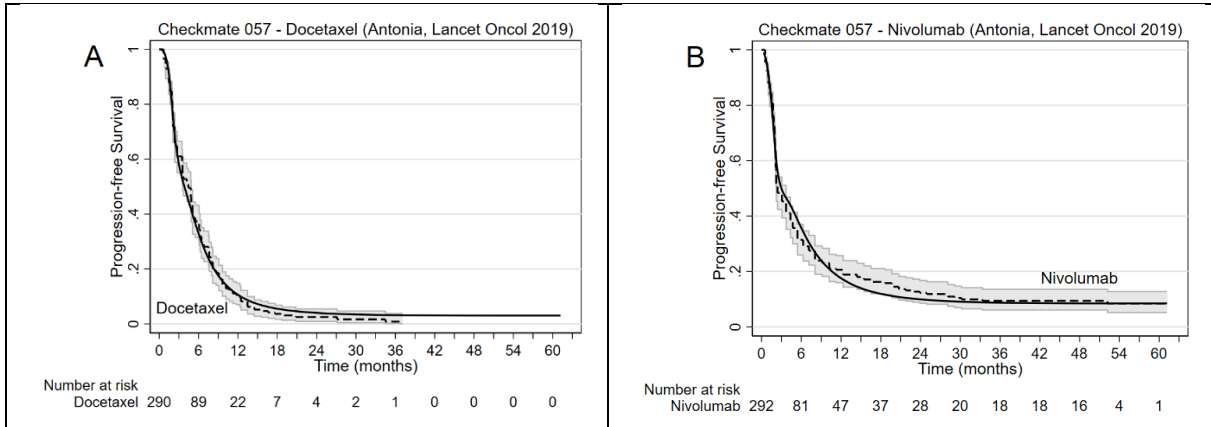 Checkmate 057 - Docetaxel (Antonia, Lancet Oncol 2019)
A
Progression-free Survival
1
.8
.6
.4
.2
0
Docetaxel
0 6 12 18 24 30 36 42 48 54 60
Time (months)
Number at risk
Docetaxel 290 89 22 7 4 2 1 0 0 0 0
Checkmate 057 - Nivolumab (Antonia, Lancet Oncol 2019)
B
Progression-free Survival
1
.8
.6
.4
.2
0
Nivolumab
0 6 12 18 24 30 36 42 48 54 60
Time (months)
Number at risk
Nivolumab 292 81 47 37 28 20 18 18 16 4 1